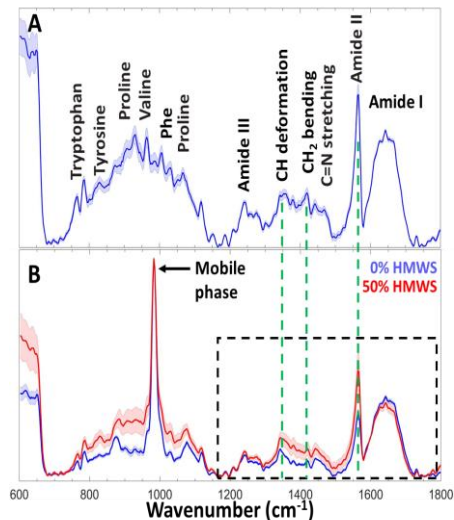 A
Tryptophan
Tyrosine
Proline
Valine
Phe
Proline
Amide III
CH deformation
CH₂ bending
C=N stretching
Amide II
Amide I
B
Mobile
phase
0% HMWS
50% HMWS
600 800 1000 1200 1400 1600 1800
Wavenumber (cm⁻¹)